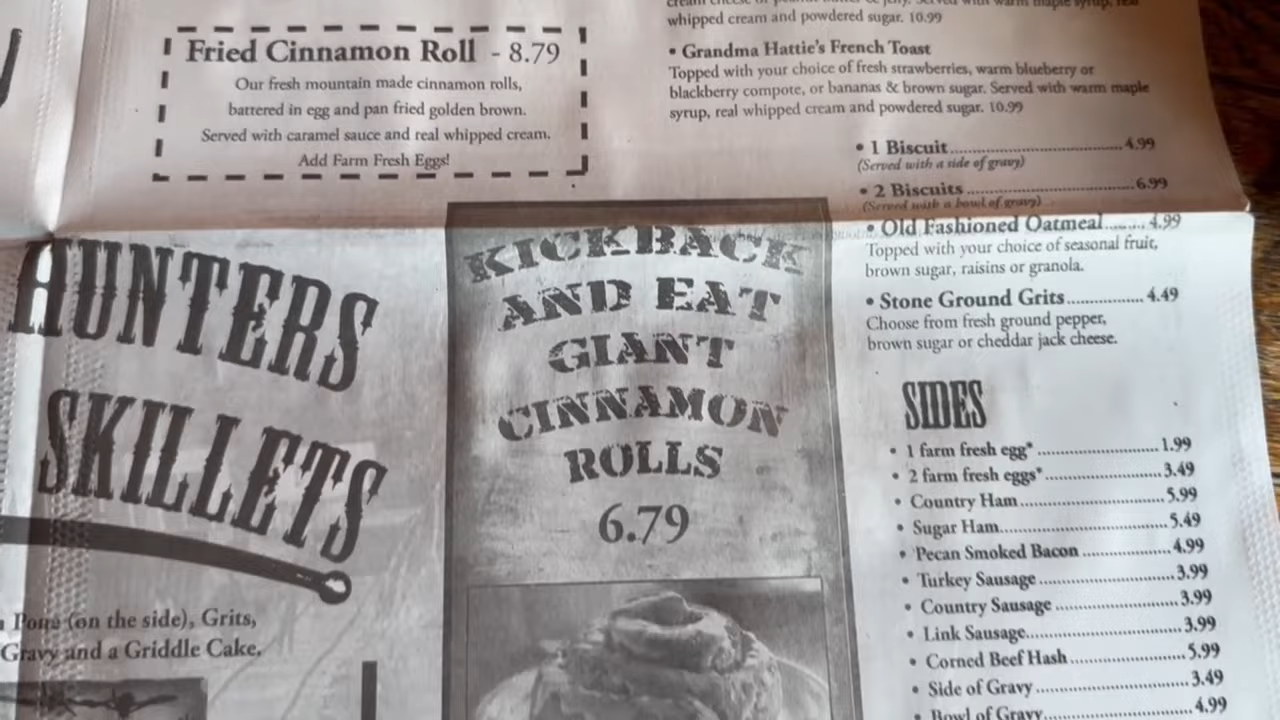 Fried Cinnamon Roll - 8.79
Our fresh mountain made cinnamon rolls,
battered in egg and pan fried golden brown.
Served with caramel sauce and real whipped cream.
Add Farm Fresh Eggs!
whipped cream and powdered sugar. 10.99
• Grandma Hattie's French Toast
Topped with your choice of fresh strawberries, warm blueberry or
blackberry compote, or bananas & brown sugar. Served with warm maple
syrup, real whipped cream and powdered sugar. 10.99
• 1 Biscuit 4.99
(Served with a side of gravy)
• 2 Biscuits 6.99
(Served with a bowl of gravy)
• Old Fashioned Oatmeal 4.99
Topped with your choice of seasonal fruit,
brown sugar, raisins or granola.
• Stone Ground Grits 4.49
Choose from fresh ground pepper,
brown sugar or cheddar jack cheese.
HUNTERS
SKILLETS
Pone (on the side), Grits,
Gravy and a Griddle Cake.
KICKBACK
AND EAT
GIANT
CINNAMON
ROLLS
6.79
SIDES
• 1 farm fresh egg* 1.99
• 2 farm fresh eggs* 3.49
• Country Ham 5.99
• Sugar Ham 5.49
• Pecan Smoked Bacon 4.99
• Turkey Sausage 3.99
• Country Sausage 3.99
• Link Sausage 3.99
• Corned Beef Hash 5.99
• Side of Gravy 3.49
• Bowl of Gravy 4.99